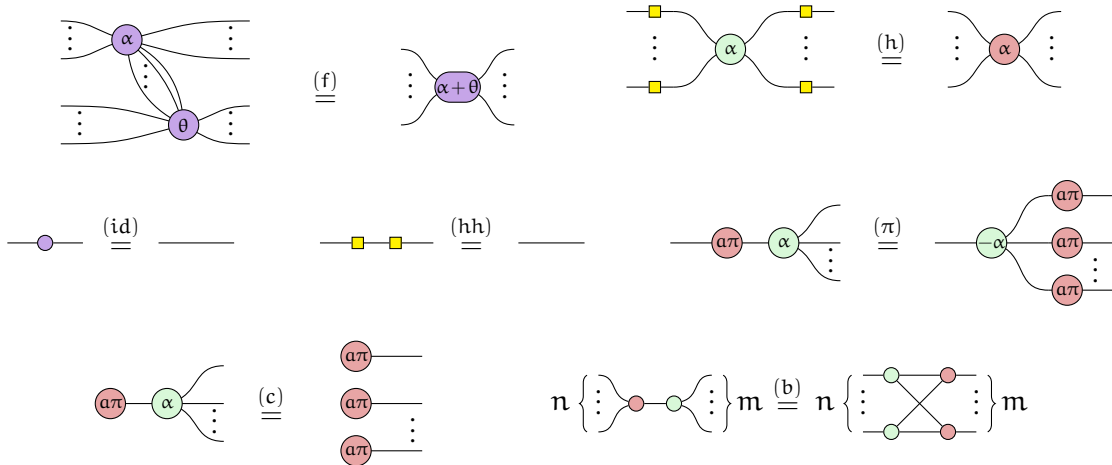 α θ (f) = α + θ
α (h) = α
(id) =
(hh) =
aπ α (π) = −α aπ aπ aπ
aπ α (c) = aπ aπ aπ
n { } m (b) = n { } m